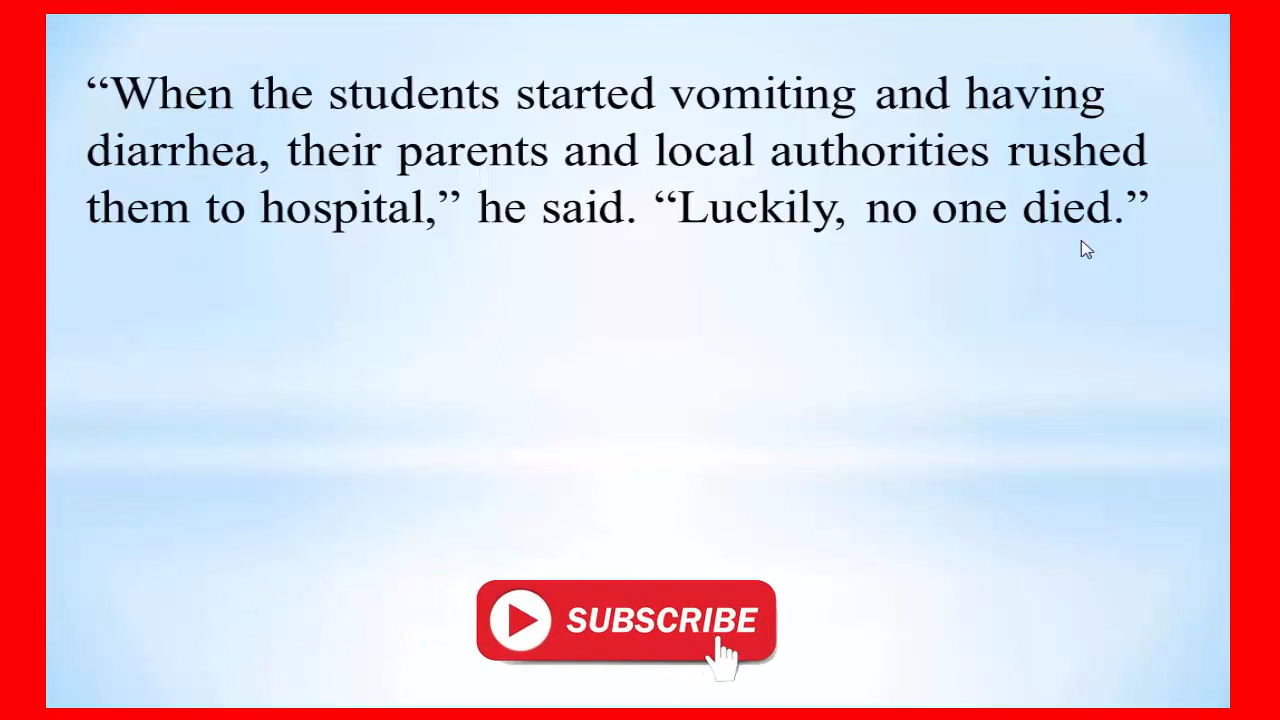 “When the students started vomiting and having
diarrhea, their parents and local authorities rushed
them to hospital,” he said. “Luckily, no one died.”
SUBSCRIBE